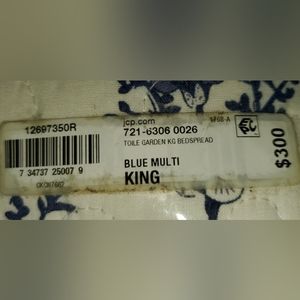 12697350R
7 34737 25007 9
jcp.com
721-6306 0026
TOILE GARDEN KG BEDSPREAD
BLUE MULTI
KING
$300